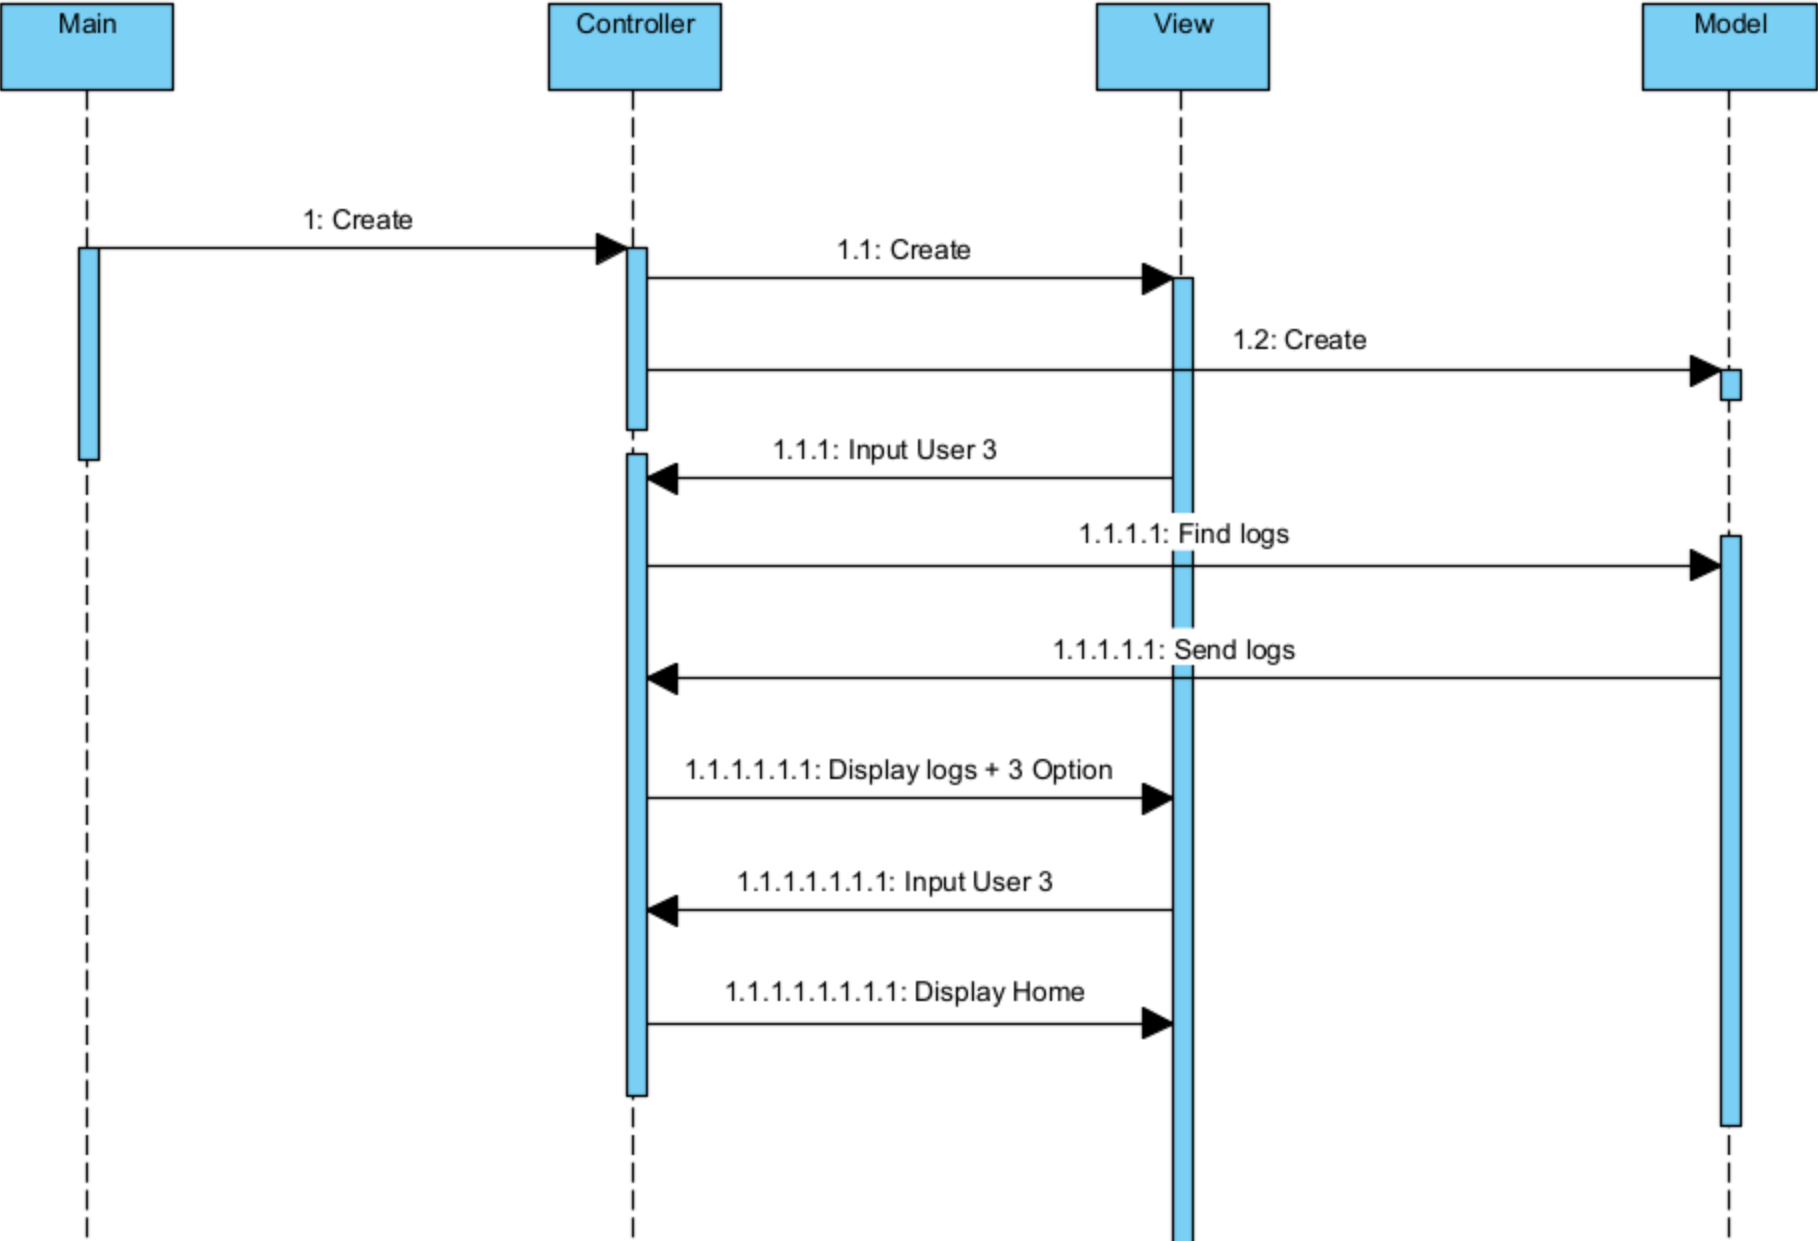 Main
Controller
View
Model
1: Create
1.1: Create
1.2: Create
1.1.1: Input User 3
1.1.1.1: Find logs
1.1.1.1.1: Send logs
1.1.1.1.1.1: Display logs + 3 Option
1.1.1.1.1.1.1: Input User 3
1.1.1.1.1.1.1.1: Display Home